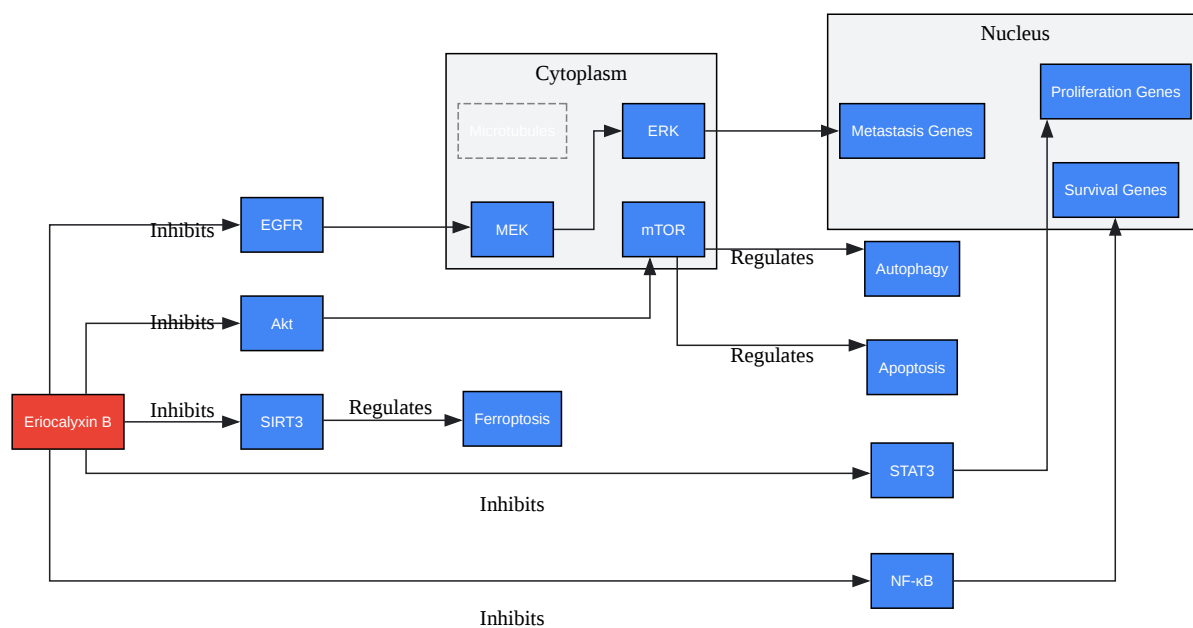 Nucleus
Cytoplasm
Proliferation Genes
Microtubules
ERK
Metastasis Genes
Survival Genes
Inhibits
EGFR
MEK
mTOR
Regulates
Autophagy
Inhibits
Akt
Regulates
Apoptosis
Eriocalyxin B
Inhibits
SIRT3
Regulates
Ferroptosis
STAT3
Inhibits
NF-κB
Inhibits